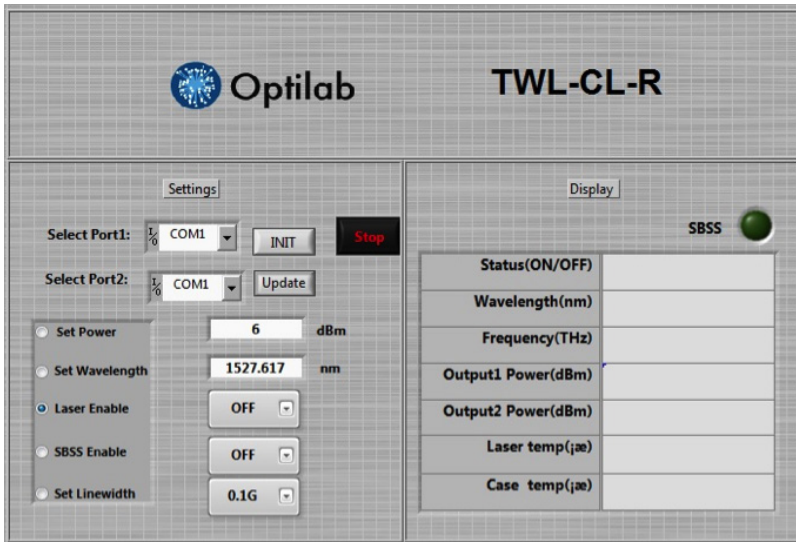 Optilab
TWL-CL-R
Settings
Select Port1: I/O COM1 INIT Stop
Select Port2: I/O COM1 Update
Set Power 6 dBm
Set Wavelength 1527.617 nm
Laser Enable OFF
SBSS Enable OFF
Set Linewidth 0.1G
Display
SBSS
Status(ON/OFF)
Wavelength(nm)
Frequency(THz)
Output1 Power(dBm)
Output2 Power(dBm)
Laser temp(¡æ)
Case temp(¡æ)